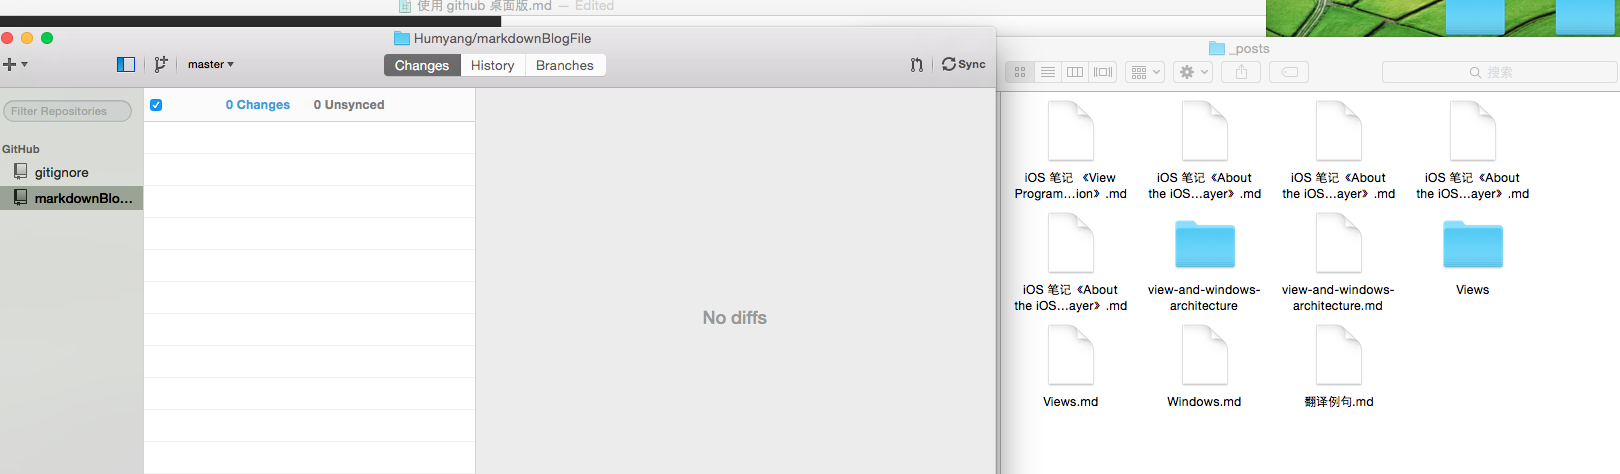 使用 github 桌面版.md — Edited
Humyang/markdownBlogFile
master
Changes
History
Branches
Sync
Filter Repositories
0 Changes
0 Unsynced
GitHub
gitignore
markdownBlo...
No diffs
_posts
搜索
iOS 笔记 《View
Program...ion》.md
iOS 笔记《About
the iOS...ayer》.md
iOS 笔记《About
the iOS...ayer》.md
iOS 笔记《About
the iOS...ayer》.md
iOS 笔记《About
the iOS...ayer》.md
view-and-windows-
architecture
view-and-windows-
architecture.md
Views
Views.md
Windows.md
翻译例句.md